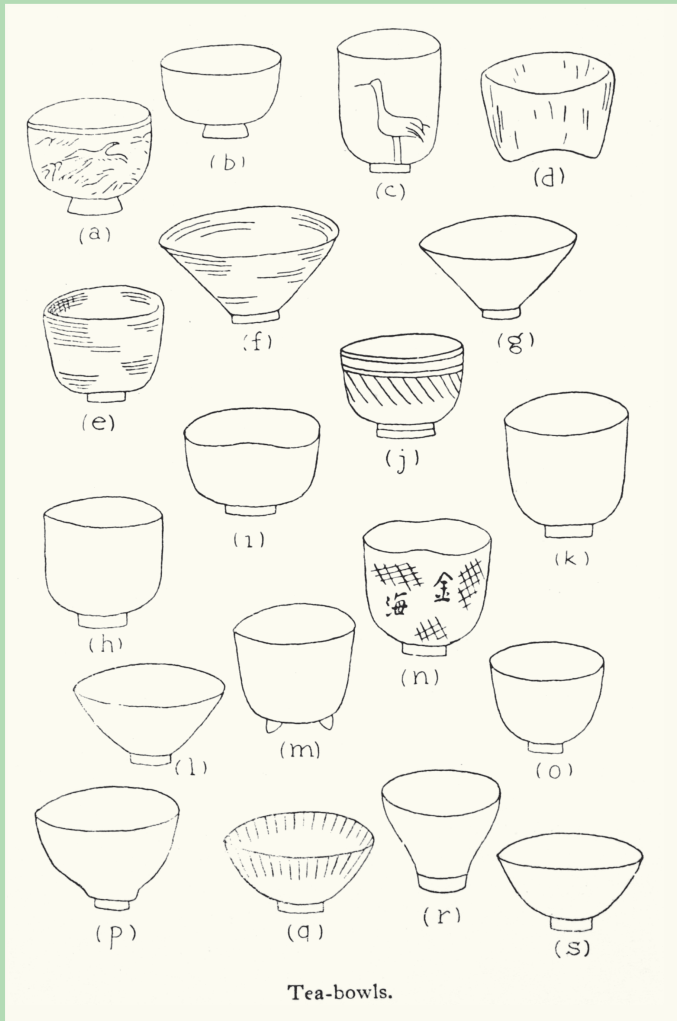 (a)
(b)
(c)
(d)
(e)
(f)
(g)
(h)
(ı)
(j)
(k)
(l)
(m)
海 金
(n)
(o)
(p)
(q)
(r)
(s)
Tea-bowls.